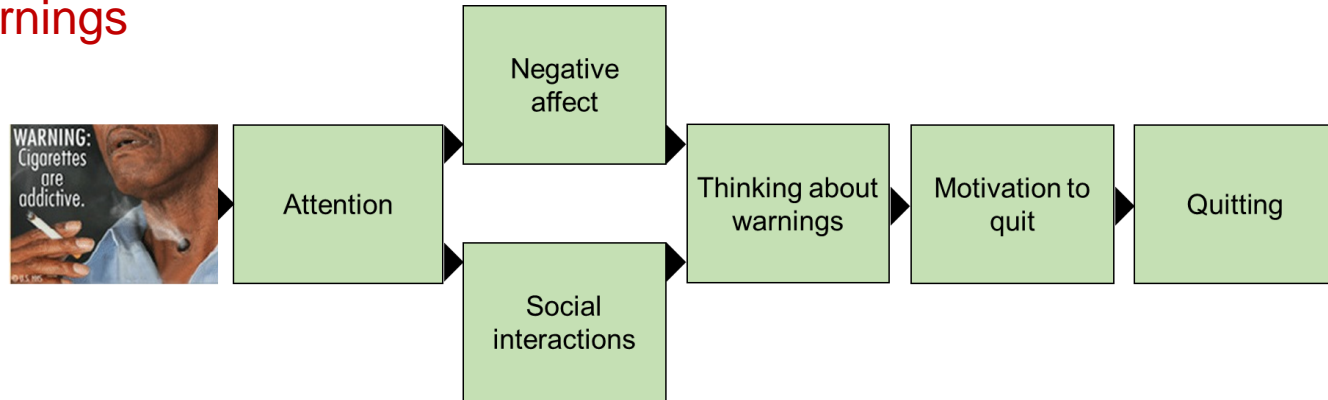 rnings
WARNING:
Cigarettes
are
addictive.
Attention
Negative
affect
Social
interactions
Thinking about
warnings
Motivation to
quit
Quitting